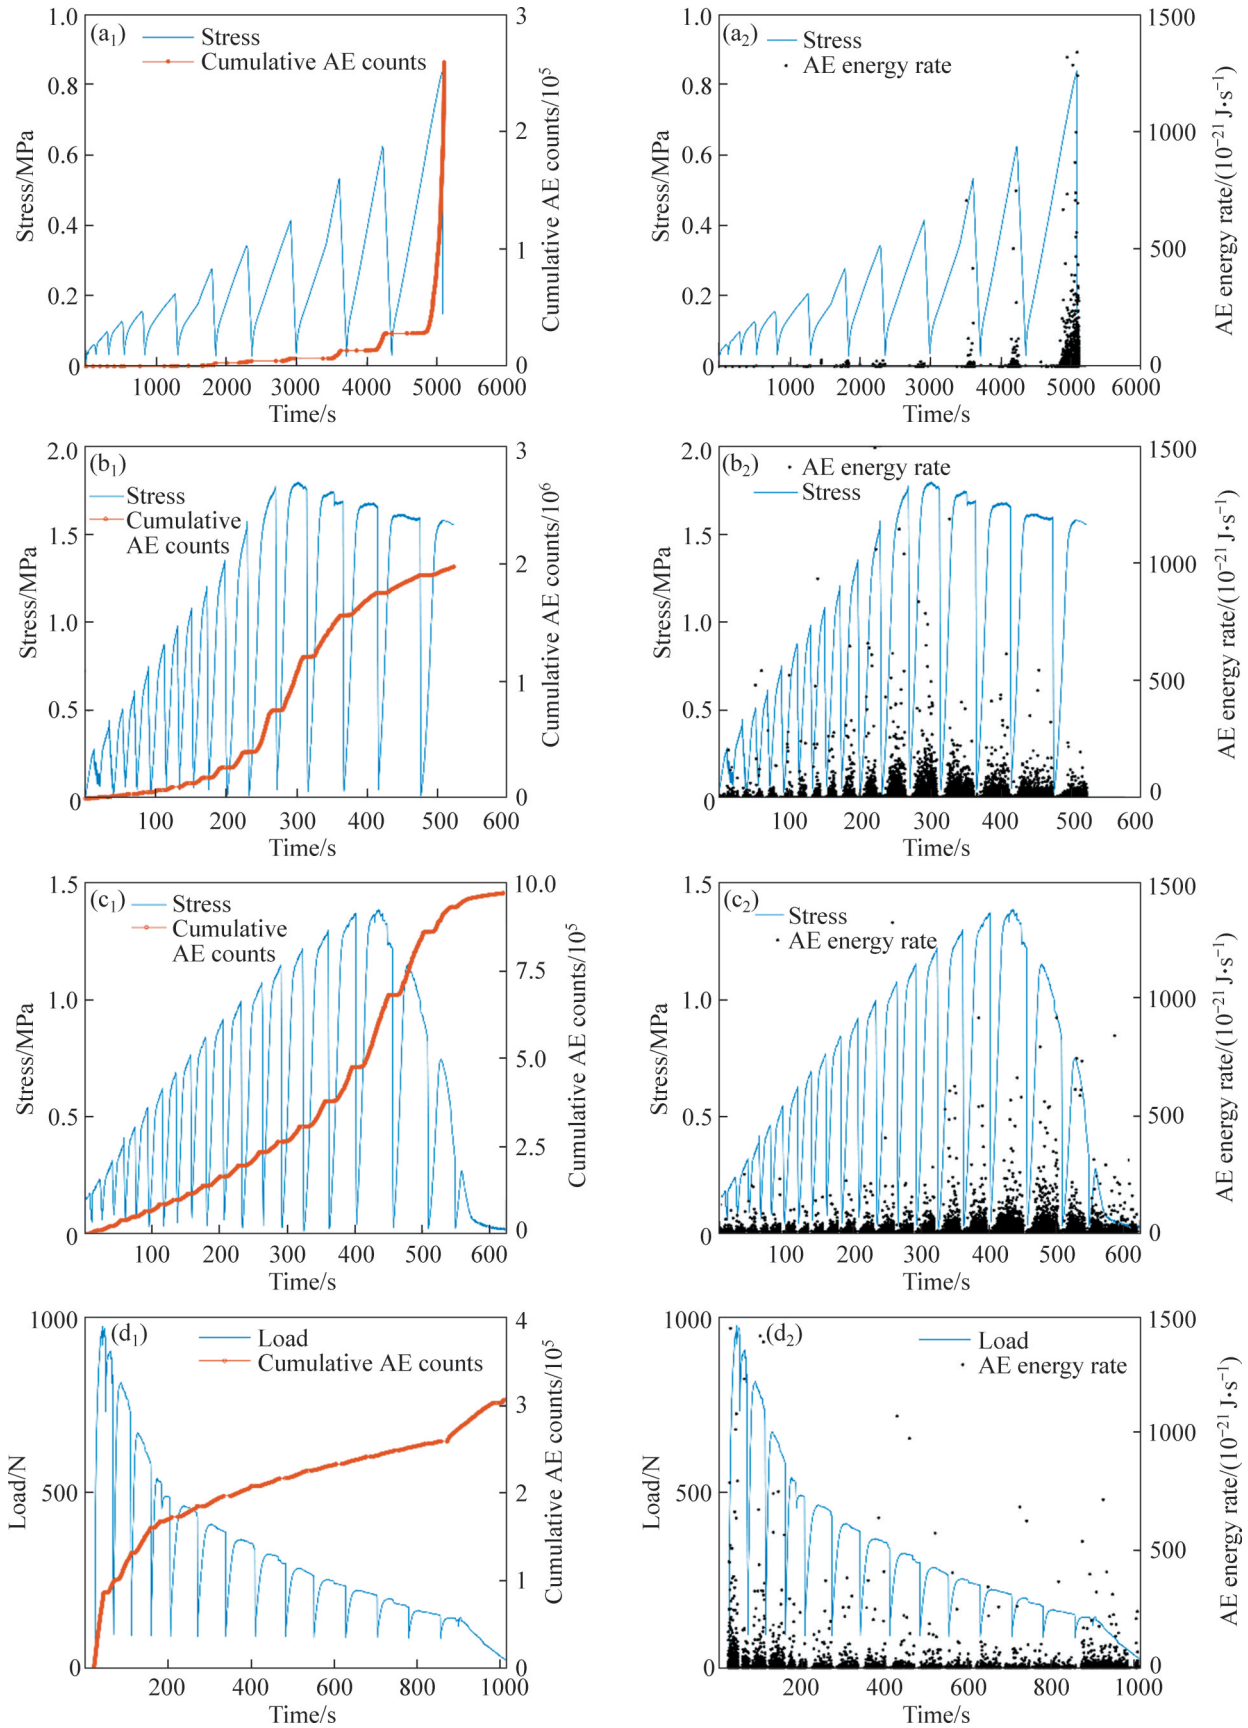 (a1)
Stress
Cumulative AE counts
1.0
0.8
0.6
0.4
0.2
0
3
2
1
0
Stress/MPa
Cumulative AE counts/10^5
1000 2000 3000 4000 5000 6000
Time/s
(a2)
Stress
AE energy rate
1.0
0.8
0.6
0.4
0.2
0
1500
1000
500
0
Stress/MPa
AE energy rate/(10^−21 J·s^−1)
1000 2000 3000 4000 5000 6000
Time/s
(b1)
Stress
Cumulative
AE counts
2.0
1.5
1.0
0.5
0
3
2
1
0
Stress/MPa
Cumulative AE counts/10^6
100 200 300 400 500 600
Time/s
(b2)
AE energy rate
Stress
2.0
1.5
1.0
0.5
0
1500
1000
500
0
Stress/MPa
AE energy rate/(10^−21 J·s^−1)
100 200 300 400 500 600
Time/s
(c1)
Stress
Cumulative
AE counts
1.5
1.0
0.5
0
10.0
7.5
5.0
2.5
0
Stress/MPa
Cumulative AE counts/10^5
100 200 300 400 500 600
Time/s
(c2)
Stress
AE energy rate
1.5
1.0
0.5
0
1500
1000
500
0
Stress/MPa
AE energy rate/(10^−21 J·s^−1)
100 200 300 400 500 600
Time/s
(d1)
Load
Cumulative AE counts
1000
500
0
4
3
2
1
0
Load/N
Cumulative AE counts/10^5
200 400 600 800 1000
Time/s
(d2)
Load
AE energy rate
1000
500
0
1500
1000
500
0
Load/N
AE energy rate/(10^−21 J·s^−1)
200 400 600 800 1000
Time/s